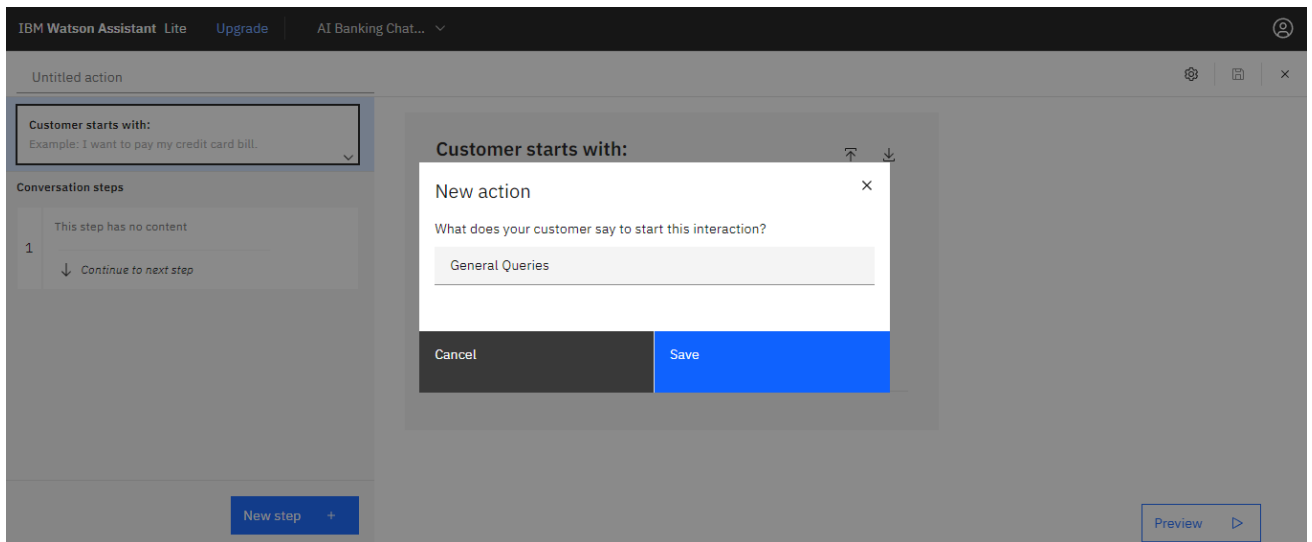 IBM Watson Assistant Lite Upgrade AI Banking Chat...
Untitled action
Customer starts with:
Example: I want to pay my credit card bill.
Conversation steps
1
This step has no content
Continue to next step
New step +
Customer starts with:
New action
What does your customer say to start this interaction?
General Queries
Cancel Save
Preview